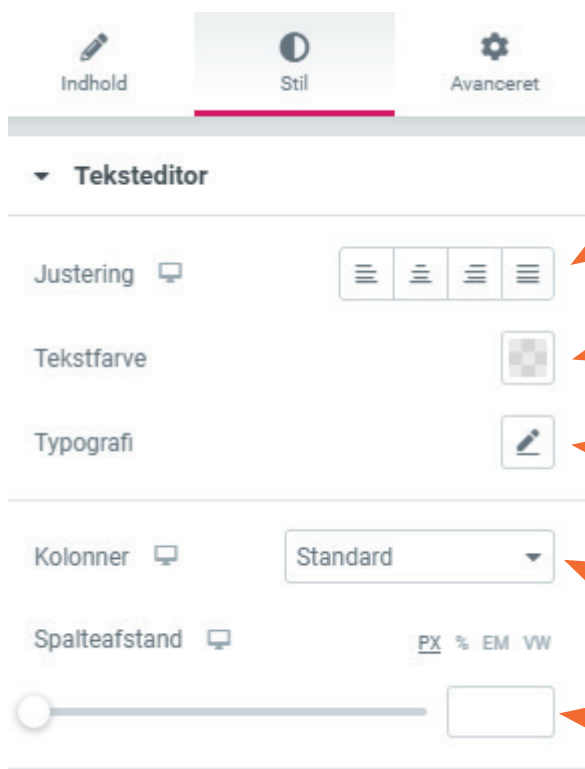 Indhold Stil Avanceret
Teksteditor
Justering
Tekstfarve
Typografi
Kolonner Standard
Spalteafstand PX % EM VW